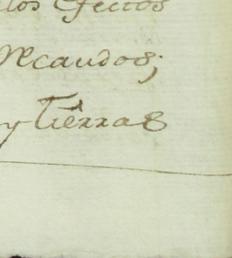 los efectos
Recaudos;
y tierras